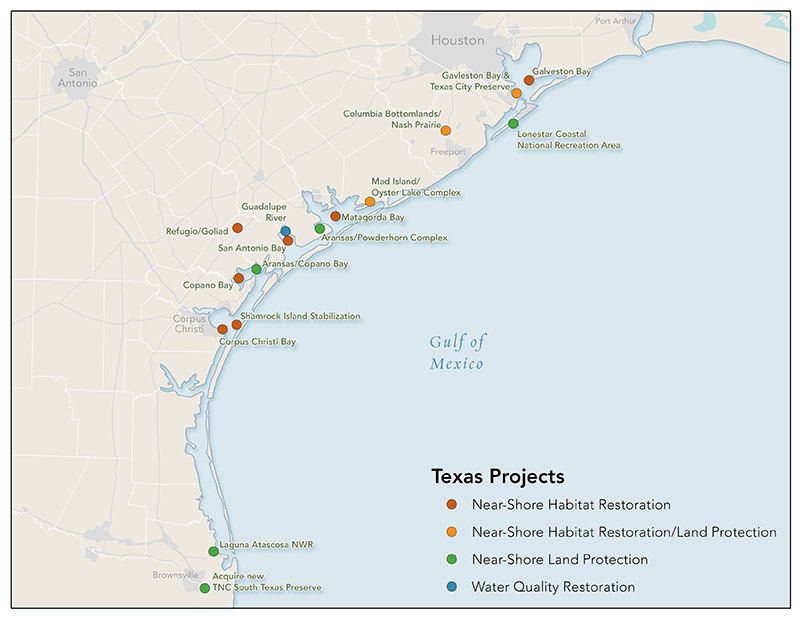 Port Arthur
Houston
San
Antonio
Galveston Bay
Gavleston Bay &
Texas City Preserve
Columbia Bottomlands/
Nash Prairie
Lonestar Coastal
National Recreation Area
Freeport
Mad Island/
Oyster Lake Complex
Guadalupe
River
Matagorda Bay
Refugio/Goliad
Aransas/Powderhorn Complex
San Antonio Bay
Aransas/Copano Bay
Copano Bay
Corpus
Christi
Shamrock Island Stabilization
Corpus Christi Bay
Gulf of
Mexico
Texas Projects
Near-Shore Habitat Restoration
Near-Shore Habitat Restoration/Land Protection
Near-Shore Land Protection
Water Quality Restoration
Laguna Atascosa NWR
Brownsville
Acquire new
TNC South Texas Preserve